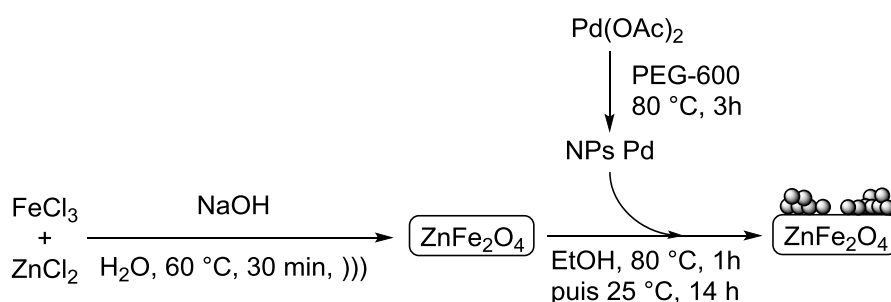 Pd(OAc)₂
PEG-600
80 °C, 3h
NPs Pd
FeCl₃
+
ZnCl₂
NaOH
H₂O, 60 °C, 30 min, )))
ZnFe₂O₄
EtOH, 80 °C, 1h
puis 25 °C, 14 h
ZnFe₂O₄